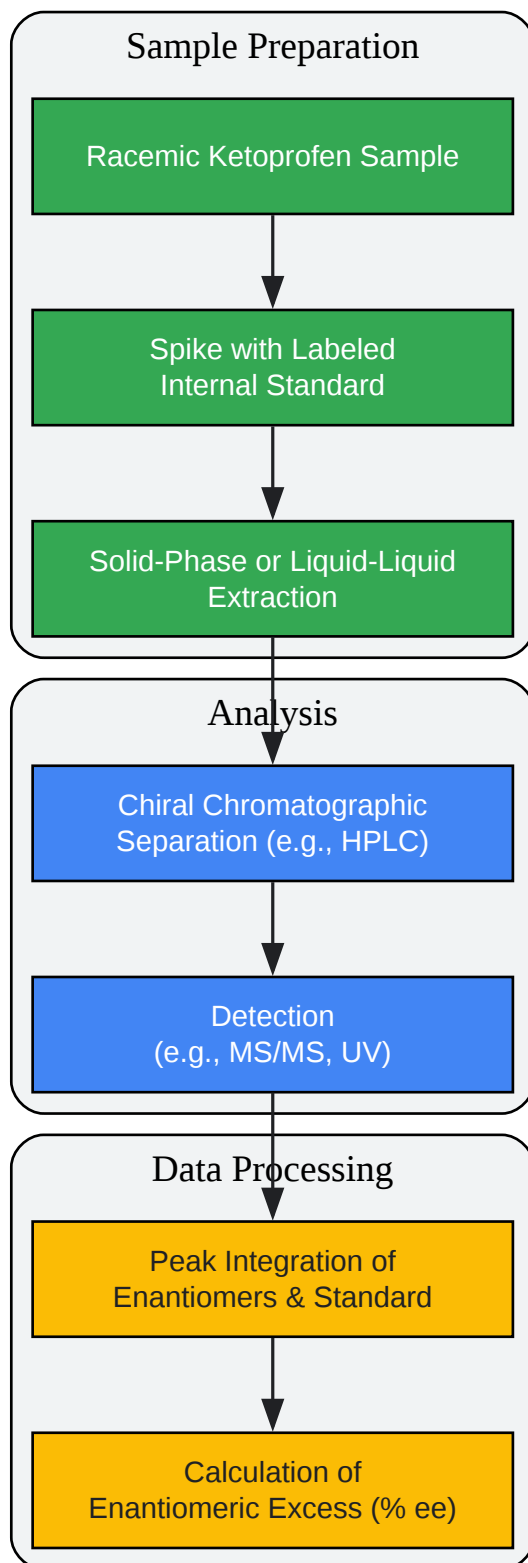 Sample Preparation
Racemic Ketoprofen Sample
Spike with Labeled
Internal Standard
Solid-Phase or Liquid-Liquid
Extraction
Analysis
Chiral Chromatographic
Separation (e.g., HPLC)
Detection
(e.g., MS/MS, UV)
Data Processing
Peak Integration of
Enantiomers & Standard
Calculation of
Enantiomeric Excess (% ee)